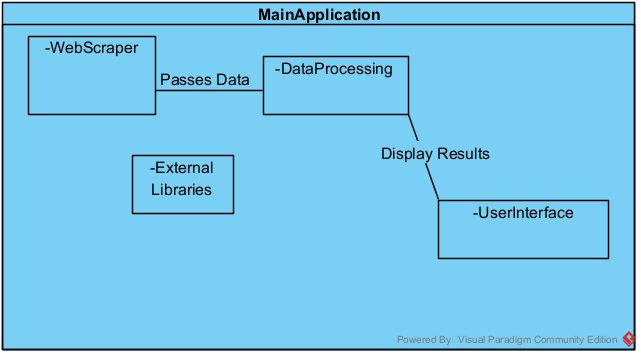 MainApplication
-WebScraper
-DataProcessing
Passes Data
Display Results
-External
Libraries
-UserInterface
Powered By: Visual Paradigm Community Edition